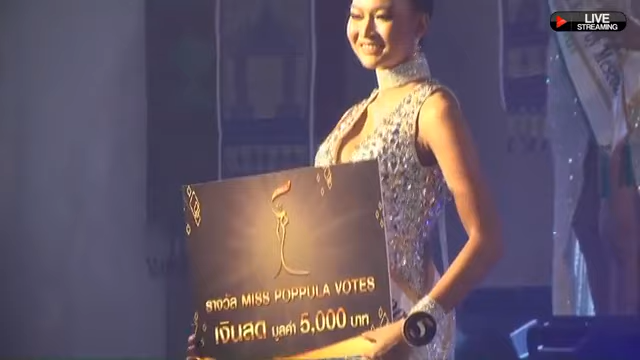 LIVE
STREAMING
รางวัล MISS POPPULA VOTES
เงินสด มูลค่า 5,000 บาท